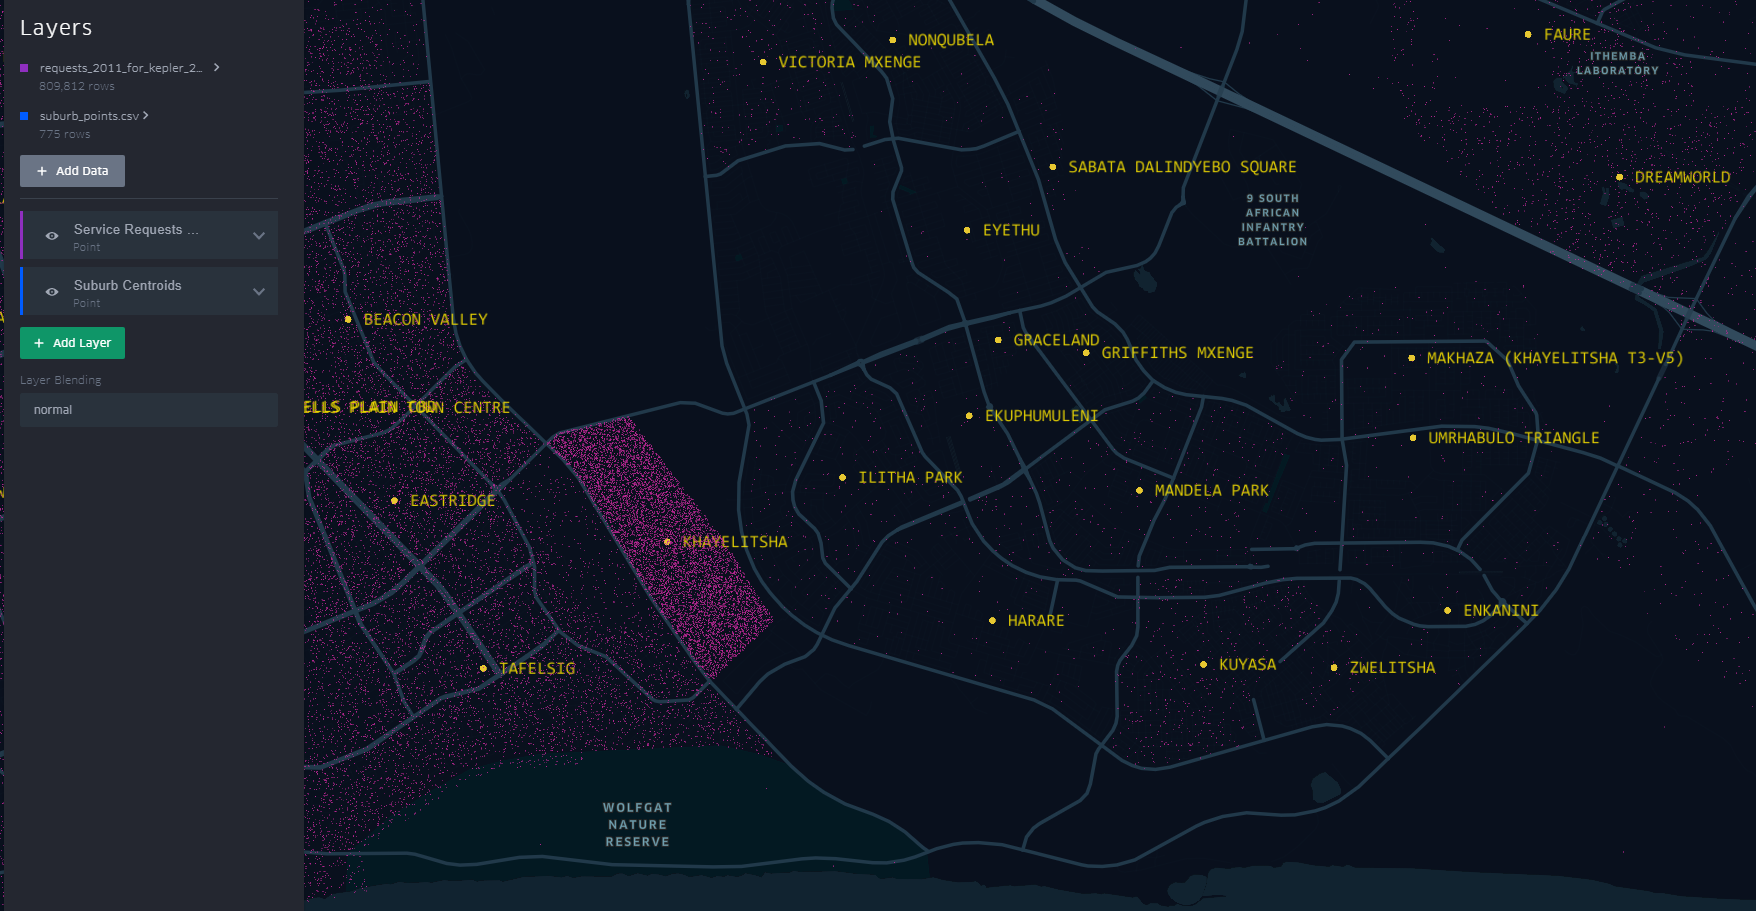 Layers
requests_2011_for_kepler_2...
809,812 rows
suburb_points.csv
775 rows
+ Add Data
Service Requests ...
Point
Suburb Centroids
Point
+ Add Layer
Layer Blending
normal
NONQUBELA
VICTORIA MXENGE
FAURE
ITHEMBA
LABORATORY
SABATA DALINDYEBO SQUARE
DREAMWORLD
9 SOUTH
AFRICAN
INFANTRY
BATTALION
EYETHU
BEACON VALLEY
GRACELAND
GRIFFITHS MXENGE
MAKHAZA (KHAYELITSHA T3-V5)
ELLS PLAIN CENTRE
EKUPHUMULENI
UMRHABULO TRIANGLE
ILITHA PARK
MANDELA PARK
EASTRIDGE
KHAYELITSHA
HARARE
ENKANINI
KUYASA
ZWELITSHA
TAFELSIG
WOLFGAT
NATURE
RESERVE